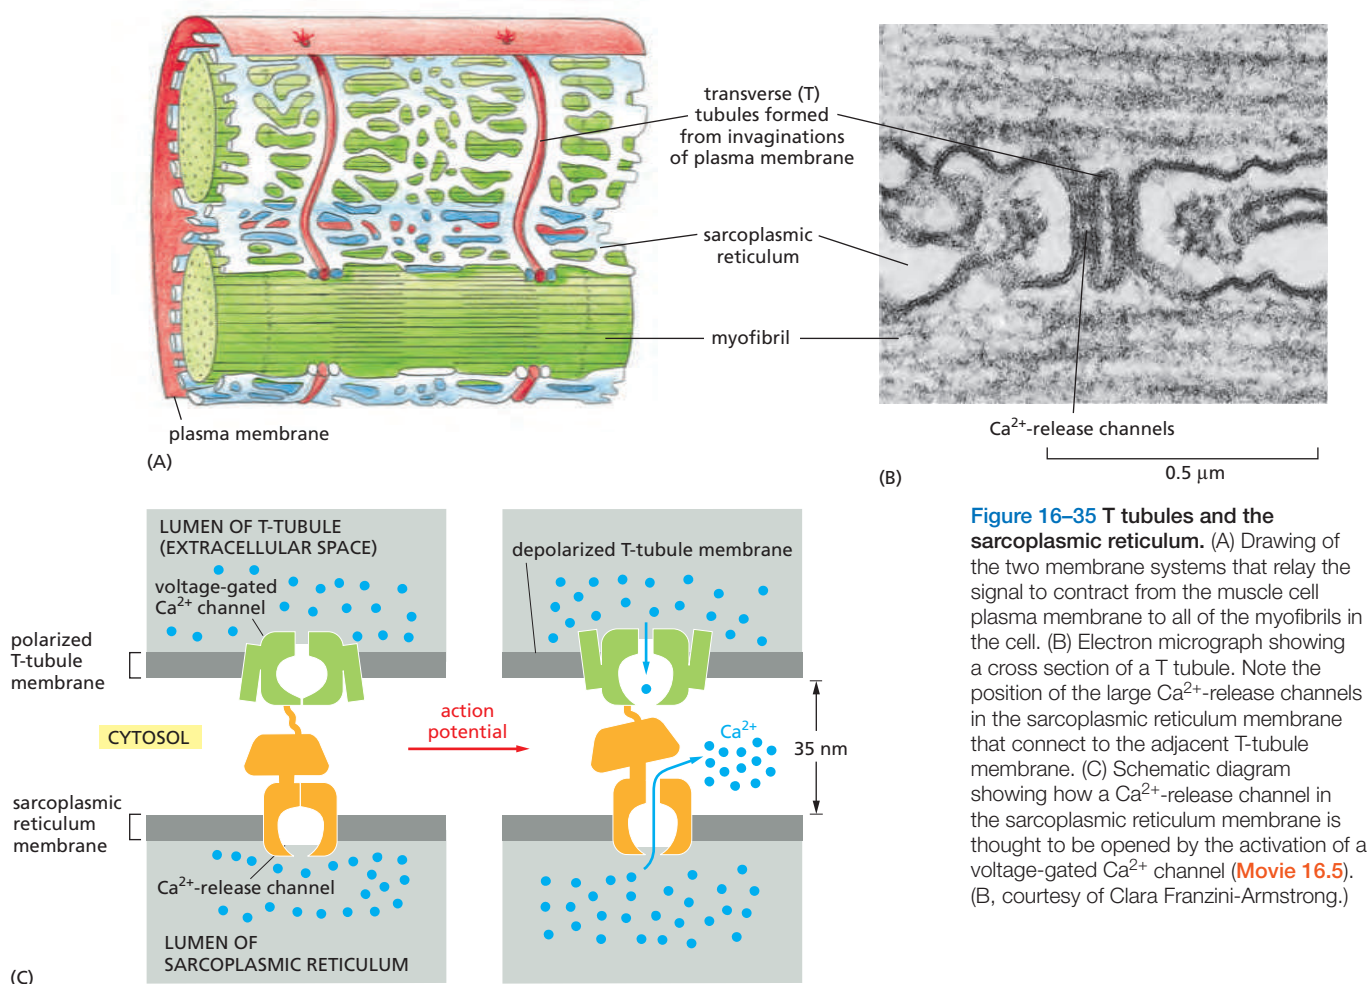 transverse (T)
tubules formed
from invaginations
of plasma membrane
sarcoplasmic
reticulum
myofibril
plasma membrane
(A)
Ca²⁺-release channels
0.5 μm
(B)
LUMEN OF T-TUBULE
(EXTRACELLULAR SPACE)
voltage-gated
Ca²⁺ channel
polarized
T-tubule
membrane
CYTOSOL
sarcoplasmic
reticulum
membrane
Ca²⁺-release channel
LUMEN OF
SARCOPLASMIC RETICULUM
action
potential
depolarized T-tubule membrane
Ca²⁺
35 nm
(C)
Figure 16–35 T tubules and the
sarcoplasmic reticulum. (A) Drawing of
the two membrane systems that relay the
signal to contract from the muscle cell
plasma membrane to all of the myofibrils in
the cell. (B) Electron micrograph showing
a cross section of a T tubule. Note the
position of the large Ca²⁺-release channels
in the sarcoplasmic reticulum membrane
that connect to the adjacent T-tubule
membrane. (C) Schematic diagram
showing how a Ca²⁺-release channel in
the sarcoplasmic reticulum membrane is
thought to be opened by the activation of a
voltage-gated Ca²⁺ channel (Movie 16.5).
(B, courtesy of Clara Franzini-Armstrong.)